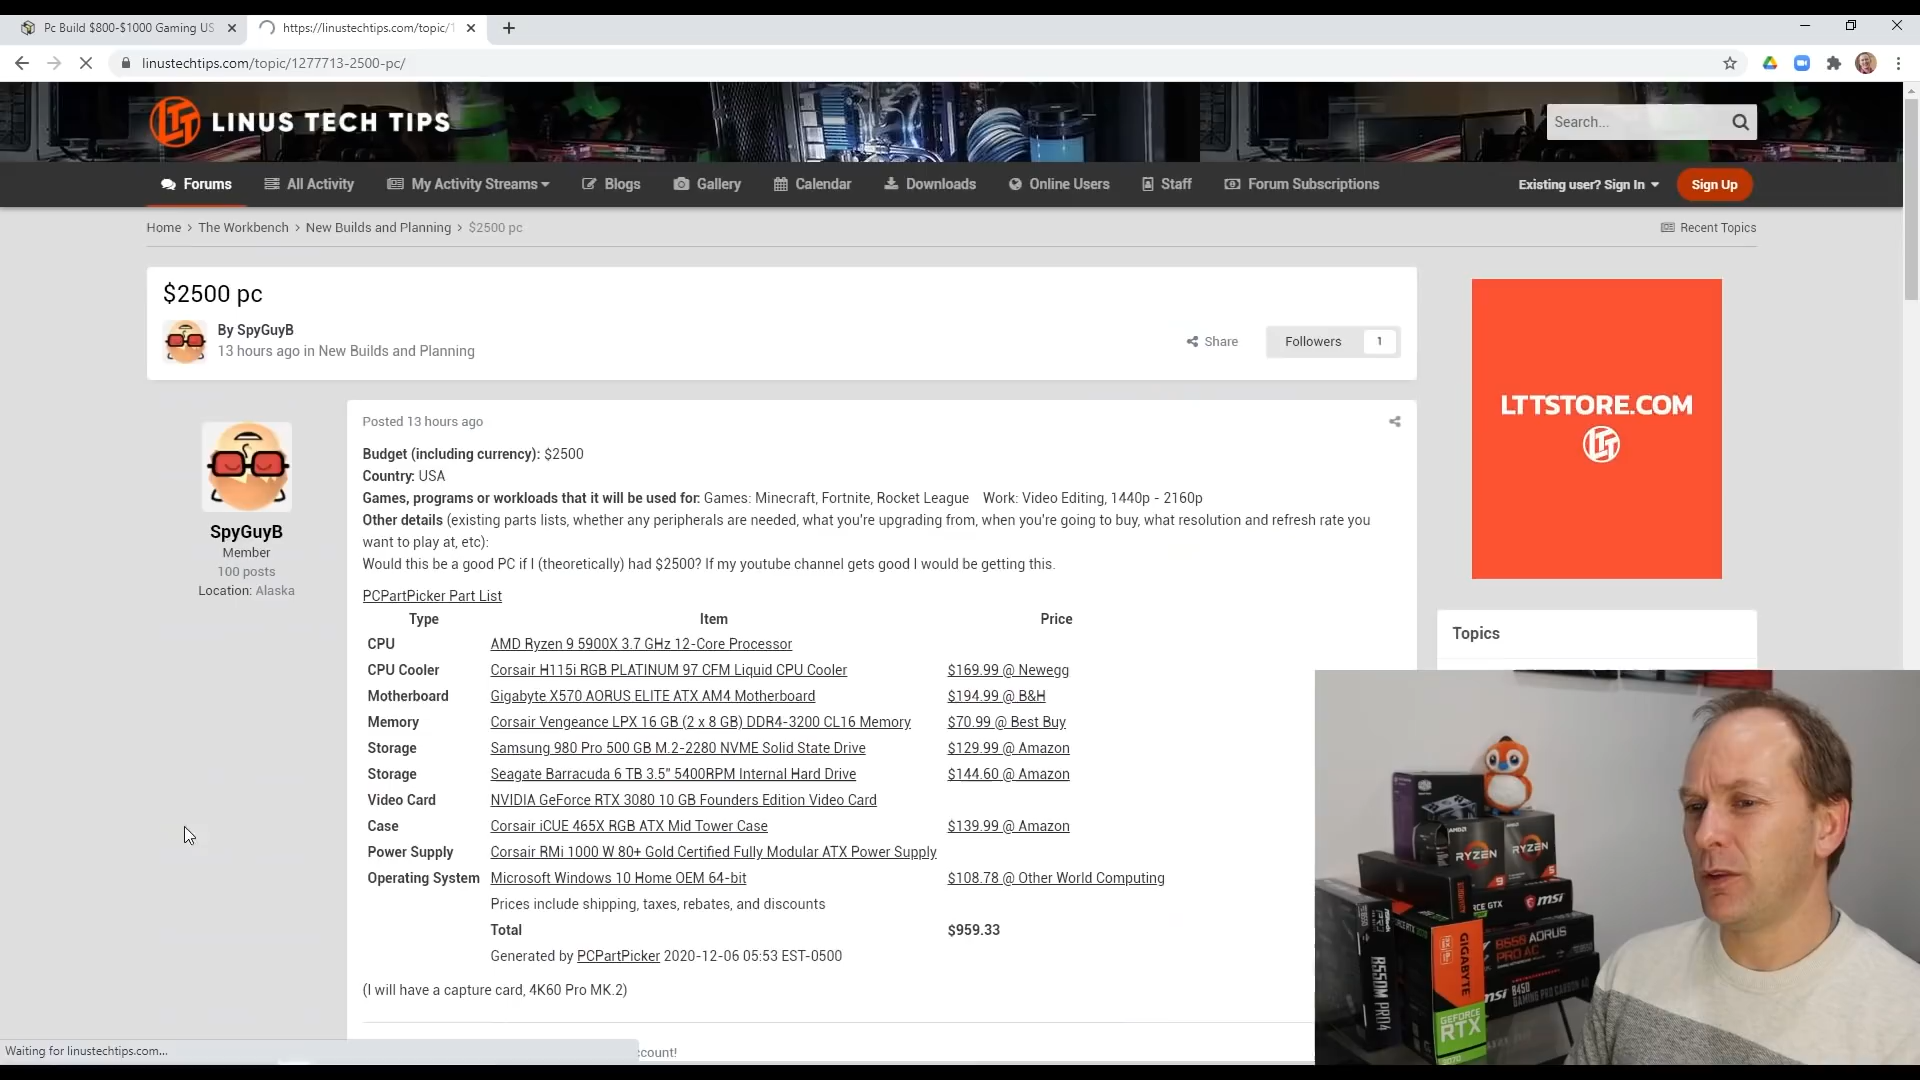 Pc Build $800-$1000 Gaming US
https://linustechtips.com/topic/1
linustechtips.com/topic/1277713-2500-pc/
LINUS TECH TIPS
Search...
Forums
All Activity
My Activity Streams
Blogs
Gallery
Calendar
Downloads
Online Users
Staff
Forum Subscriptions
Existing user? Sign In
Sign Up
Home > The Workbench > New Builds and Planning > $2500 pc
Recent Topics
$2500 pc
By SpyGuyB
13 hours ago in New Builds and Planning
Share
Followers 1
LTTSTORE.COM
SpyGuyB
Member
100 posts
Location: Alaska
Posted 13 hours ago
Budget (including currency): $2500
Country: USA
Games, programs or workloads that it will be used for: Games: Minecraft, Fortnite, Rocket League Work: Video Editing, 1440p - 2160p
Other details (existing parts lists, whether any peripherals are needed, what you're upgrading from, when you're going to buy, what resolution and refresh rate you
want to play at, etc):
Would this be a good PC if I (theoretically) had $2500? If my youtube channel gets good I would be getting this.
PCPartPicker Part List
Type Item Price
CPU AMD Ryzen 9 5900X 3.7 GHz 12-Core Processor
CPU Cooler Corsair H115i RGB PLATINUM 97 CFM Liquid CPU Cooler $169.99 @ Newegg
Motherboard Gigabyte X570 AORUS ELITE ATX AM4 Motherboard $194.99 @ B&H
Memory Corsair Vengeance LPX 16 GB (2 x 8 GB) DDR4-3200 CL16 Memory $70.99 @ Best Buy
Storage Samsung 980 Pro 500 GB M.2-2280 NVME Solid State Drive $129.99 @ Amazon
Storage Seagate Barracuda 6 TB 3.5" 5400RPM Internal Hard Drive $144.60 @ Amazon
Video Card NVIDIA GeForce RTX 3080 10 GB Founders Edition Video Card
Case Corsair iCUE 465X RGB ATX Mid Tower Case $139.99 @ Amazon
Power Supply Corsair RMi 1000 W 80+ Gold Certified Fully Modular ATX Power Supply
Operating System Microsoft Windows 10 Home OEM 64-bit $108.78 @ Other World Computing
Prices include shipping, taxes, rebates, and discounts
Total $959.33
Generated by PCPartPicker 2020-12-06 05:53 EST-0500
(I will have a capture card, 4K60 Pro MK.2)
Topics
Waiting for linustechtips.com...
ccount!
RYZEN
RYZEN
msi
B550 AORUS
PRO AC
B450
GIGABYTE
B550M PRO4
GEFORCE
RTX